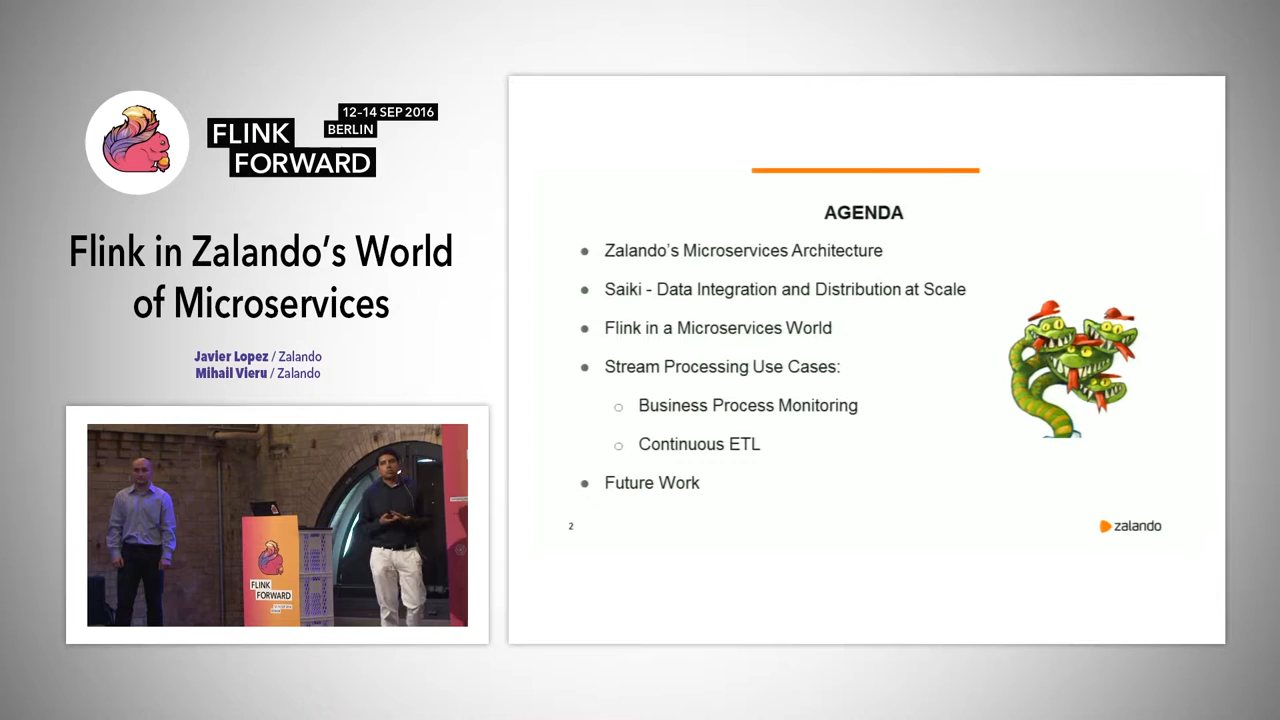 12–14 SEP 2016
BERLIN
FLINK
FORWARD
Flink in Zalando's World
of Microservices
Javier Lopez / Zalando
Mihail Vieru / Zalando
FLINK
FORWARD
AGENDA
• Zalando's Microservices Architecture
• Saiki - Data Integration and Distribution at Scale
• Flink in a Microservices World
• Stream Processing Use Cases:
○ Business Process Monitoring
○ Continuous ETL
• Future Work
2
zalando